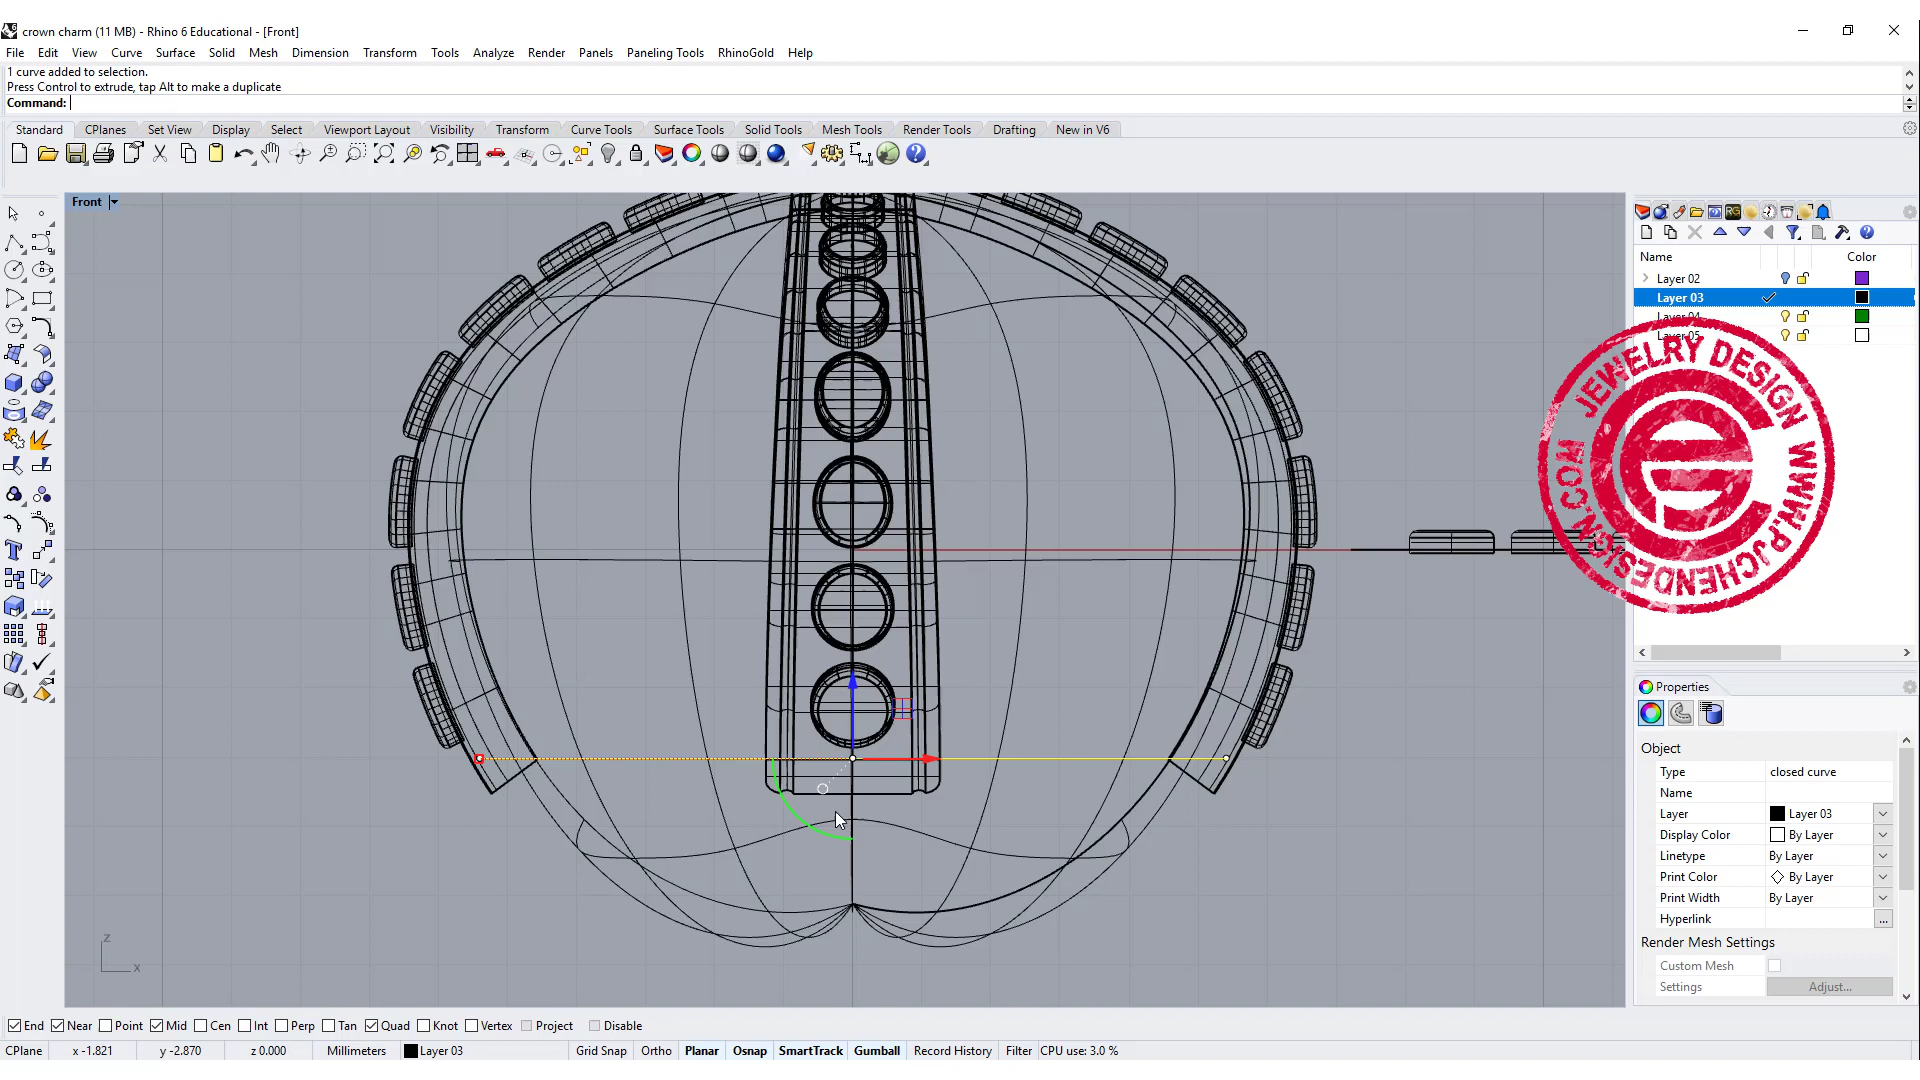 crown charm (11 MB) - Rhino 6 Educational - [Front]
File Edit View Curve Surface Solid Mesh Dimension Transform Tools Analyze Render Panels Paneling Tools RhinoGold Help
1 curve added to selection.
Press Control to extrude, tap Alt to make a duplicate
Command:
Standard CPlanes Set View Display Select Viewport Layout Visibility Transform Curve Tools Surface Tools Solid Tools Mesh Tools Render Tools Drafting New in V6
Front
Name Color
Layer 02
Layer 03
Layer 04
Layer 05
JEWELRY DESIGN WWW.PJCHENDESIGN.COM
Properties
Object
Type closed curve
Name
Layer Layer 03
Display Color By Layer
Linetype By Layer
Print Color By Layer
Print Width By Layer
Hyperlink ...
Render Mesh Settings
Custom Mesh
Settings Adjust...
z
x
End Near Point Mid Cen Int Perp Tan Quad Knot Vertex Project Disable
CPlane x -1.821 y -2.870 z 0.000 Millimeters Layer 03 Grid Snap Ortho Planar Osnap SmartTrack Gumball Record History Filter CPU use: 3.0 %